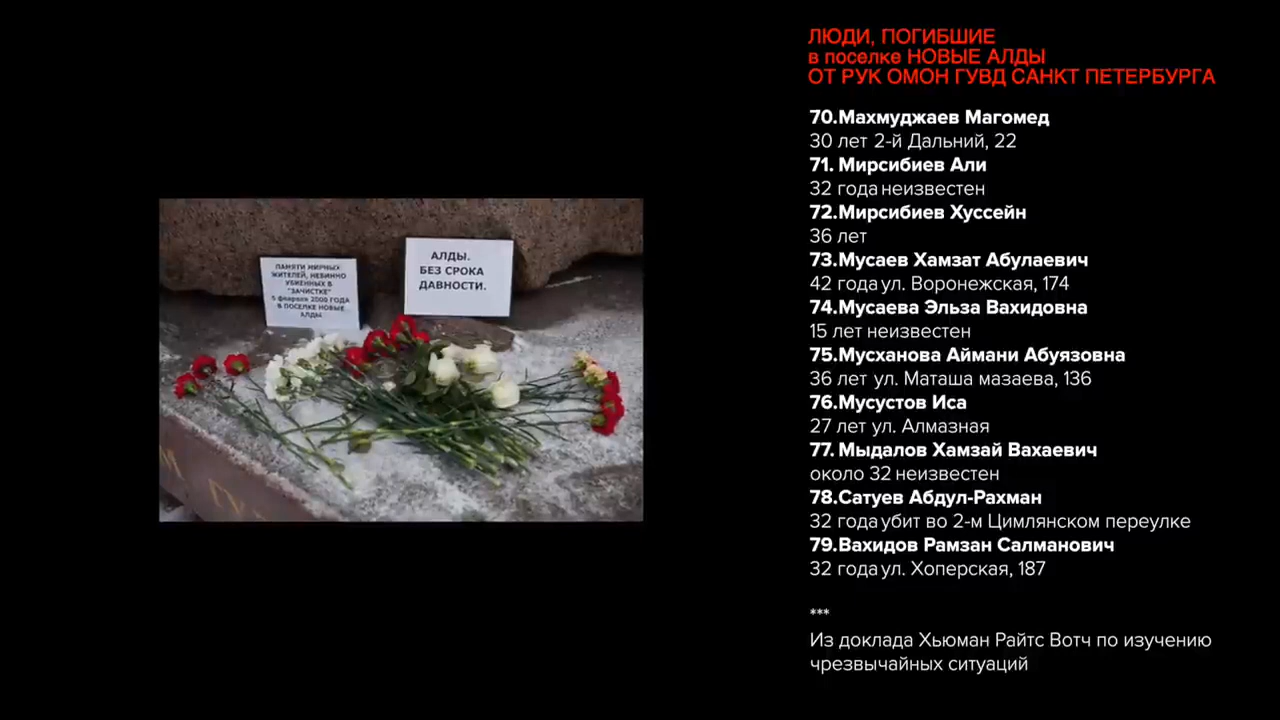 ЛЮДИ, ПОГИБШИЕ
в поселке НОВЫЕ АЛДЫ
ОТ РУК ОМОН ГУВД САНКТ ПЕТЕРБУРГА
70.Махмуджаев Магомед
30 лет 2-й Дальний, 22
71. Мирсибиев Али
32 года неизвестен
72.Мирсибиев Хуссейн
36 лет
73.Мусаев Хамзат Абулаевич
42 года ул. Воронежская, 174
74.Мусаева Эльза Вахидовна
15 лет неизвестен
75.Мусханова Аймани Абуязовна
36 лет ул. Маташа мазаева, 136
76.Мусустов Иса
27 лет ул. Алмазная
77. Мыдалов Хамзай Вахаевич
около 32 неизвестен
78.Сатуев Абдул-Рахман
32 года убит во 2-м Цимлянском переулке
79.Вахидов Рамзан Салманович
32 года ул. Хоперская, 187
***
Из доклада Хьюман Райтс Вотч по изучению
чрезвычайных ситуаций
ПАМЯТИ МИРНЫХ
ЖИТЕЛЕЙ, НЕВИННО
УБИЕННЫХ В
"ЗАЧИСТКЕ"
5 февраля 2000 ГОДА
В ПОСЕЛКЕ НОВЫЕ
АЛДЫ
АЛДЫ.
БЕЗ СРОКА
ДАВНОСТИ.